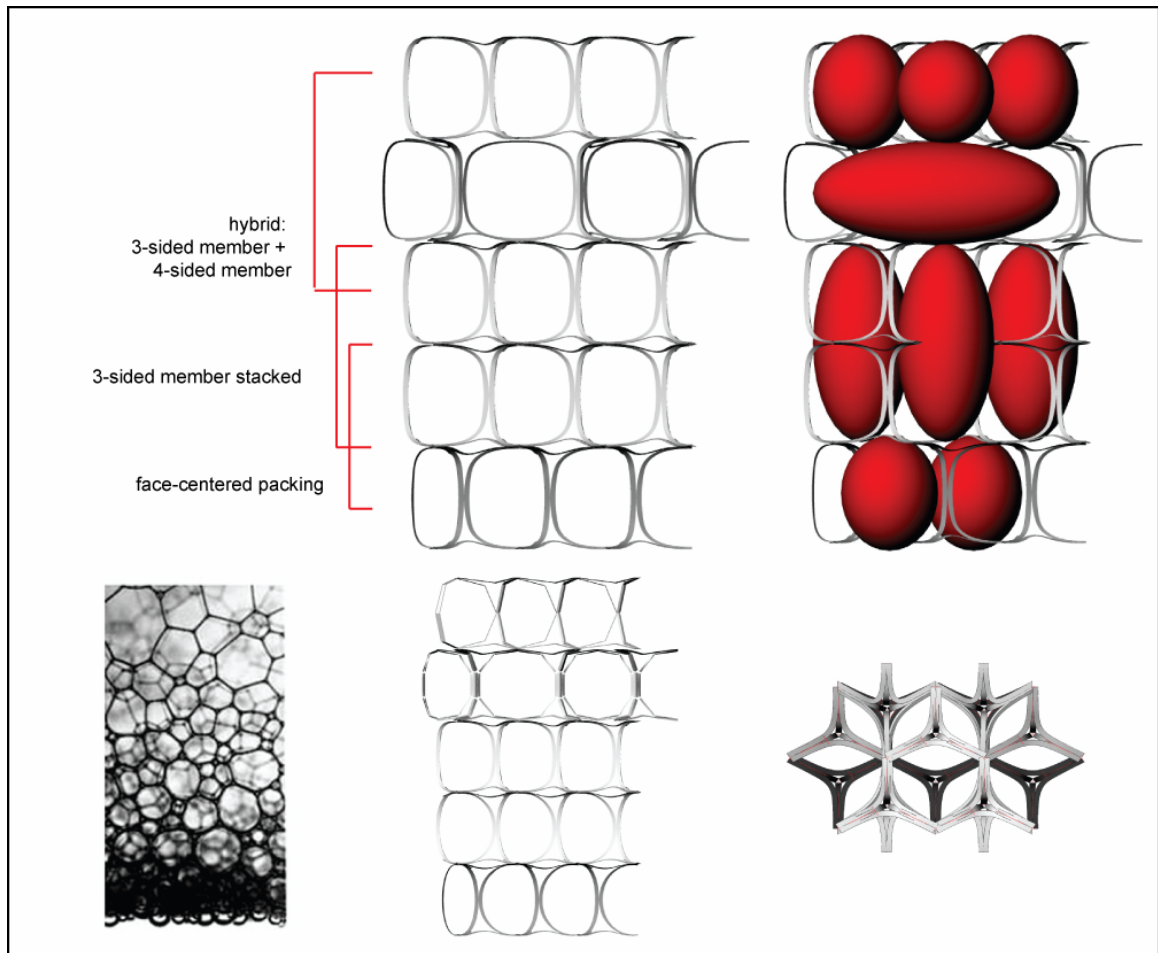 hybrid:
3-sided member +
4-sided member
3-sided member stacked
face-centered packing